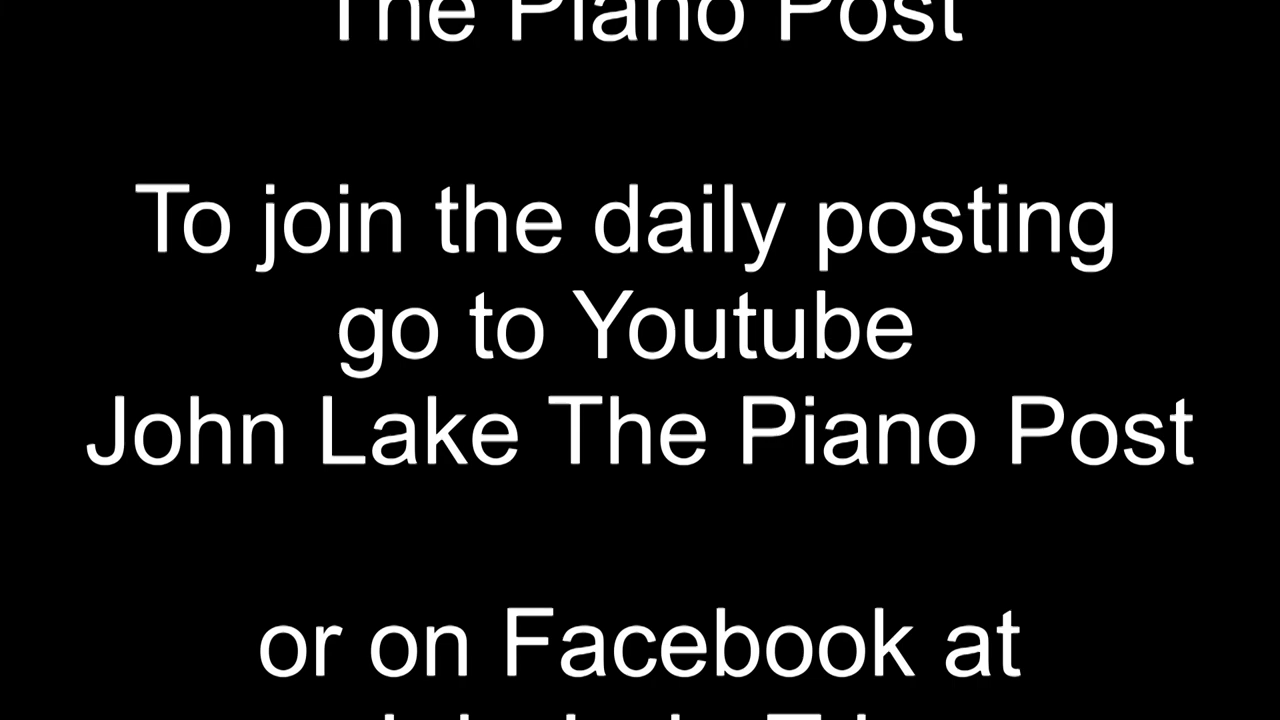 The Piano Post
To join the daily posting
go to Youtube
John Lake The Piano Post
or on Facebook at